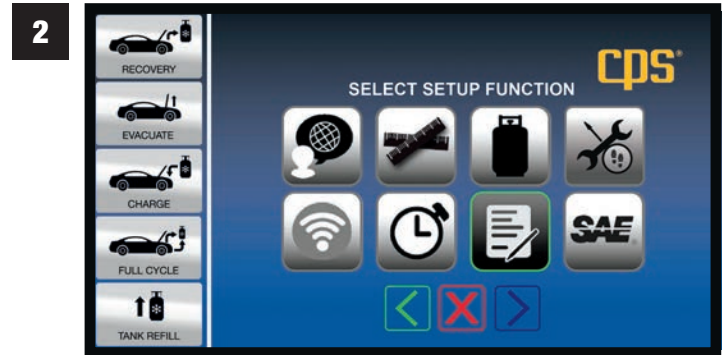 2
RECOVERY
EVACUATE
CHARGE
FULL CYCLE
TANK REFILL
cps®
SELECT SETUP FUNCTION
SAE